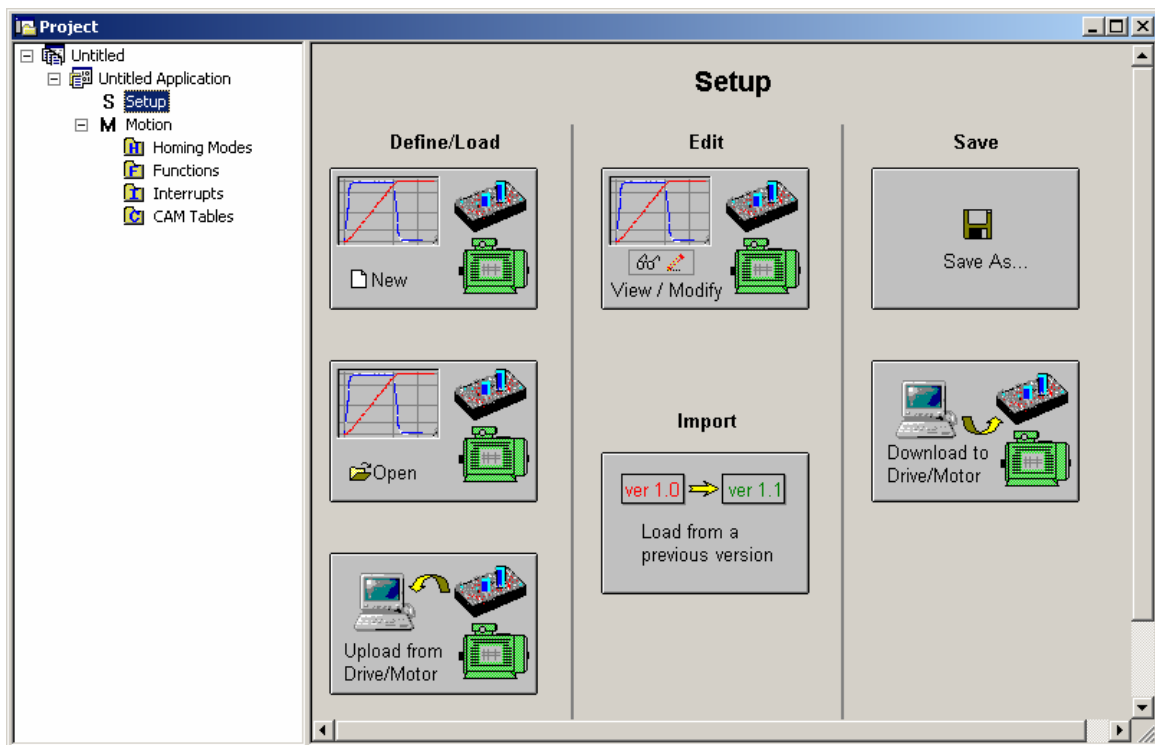 Project
Untitled
Untitled Application
S Setup
M Motion
H Homing Modes
F Functions
I Interrupts
C CAM Tables
Setup
Define/Load
New
Open
Upload from
Drive/Motor
Edit
View / Modify
Import
ver 1.0 ver 1.1
Load from a
previous version
Save
Save As...
Download to
Drive/Motor